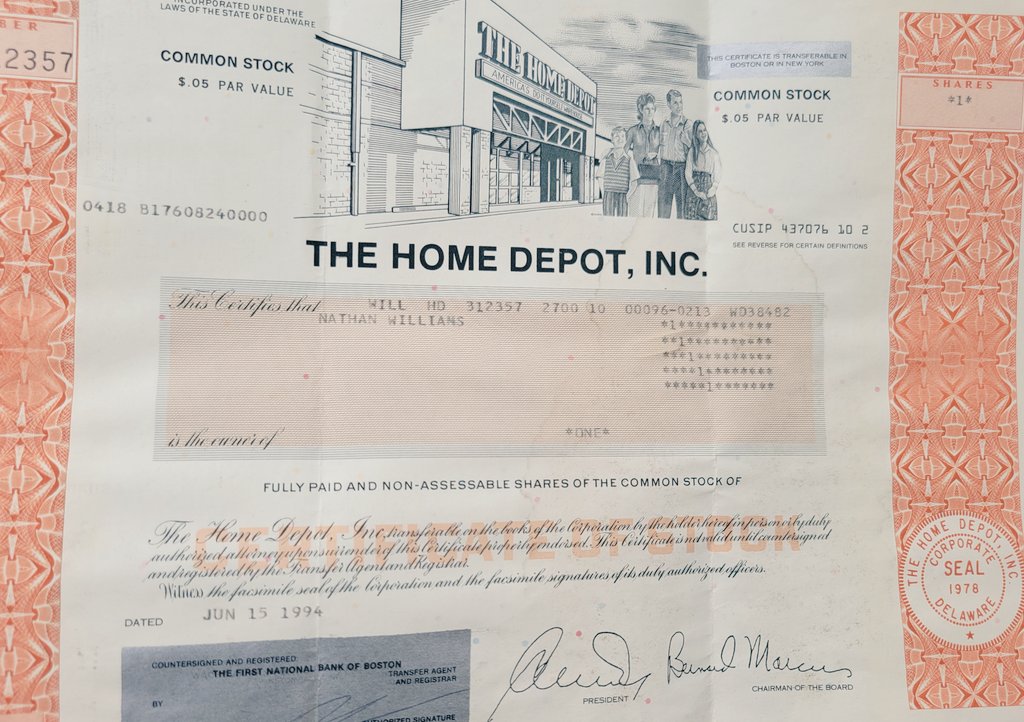 INCORPORATED UNDER THE
LAWS OF THE STATE OF DELAWARE
ER
2357
COMMON STOCK
$.05 PAR VALUE
THE HOME DEPOT
AMERICA'S
THIS CERTIFICATE IS TRANSFERABLE IN
BOSTON OR IN NEW YORK
COMMON STOCK
$.05 PAR VALUE
SHARES
*1*
0418 B17608240000
CUSIP 437076 10 2
SEE REVERSE FOR CERTAIN DEFINITIONS
THE HOME DEPOT, INC.
This Certifies that WILL HD 312357 2700 10 00096-0213 W038482
NATHAN WILLIANS
*1***********
**1**********
***1*********
****1********
*****1*******
is the owner of *ONE*
FULLY PAID AND NON-ASSESSABLE SHARES OF THE COMMON STOCK OF
The Home Depot, Inc. transferable on the books of the Corporation by the holder hereof in person or by duly
authorized attorney upon surrender of this Certificate properly endorsed. This Certificate is not valid until countersigned
and registered by the Transfer Agent and Registrar.
Witness the facsimile seal of the Corporation and the facsimile signatures of its duly authorized officers.
DATED JUN 15 1994
COUNTERSIGNED AND REGISTERED:
THE FIRST NATIONAL BANK OF BOSTON
TRANSFER AGENT
AND REGISTRAR
BY
AUTHORIZED SIGNATURE
PRESIDENT
Bernard Marcus
CHAIRMAN OF THE BOARD
THE HOME DEPOT, INC.
CORPORATE
SEAL
1978
DELAWARE